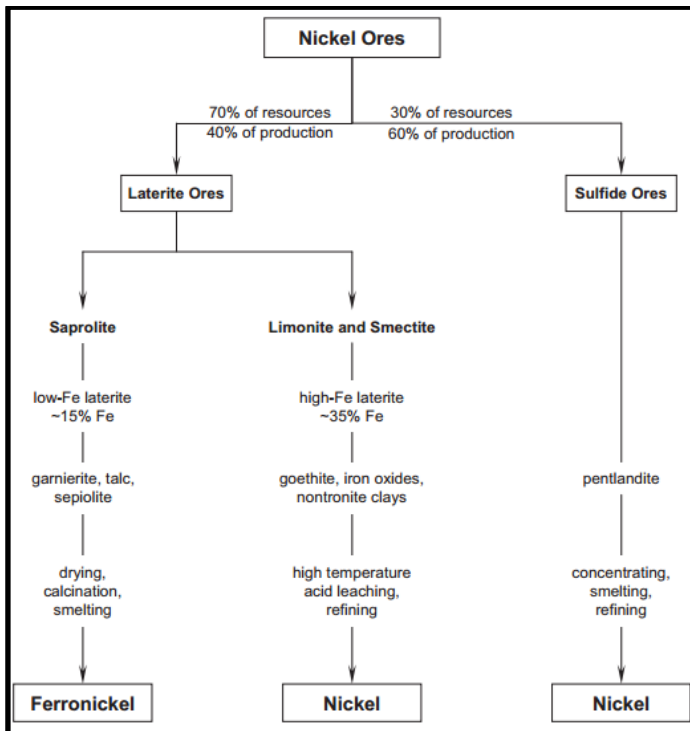 Nickel Ores
70% of resources
40% of production
30% of resources
60% of production
Laterite Ores
Sulfide Ores
Saprolite
Limonite and Smectite
low-Fe laterite
~15% Fe
high-Fe laterite
~35% Fe
garnierite, talc,
sepiolite
goethite, iron oxides,
nontronite clays
pentlandite
drying,
calcination,
smelting
high temperature
acid leaching,
refining
concentrating,
smelting,
refining
Ferronickel
Nickel
Nickel